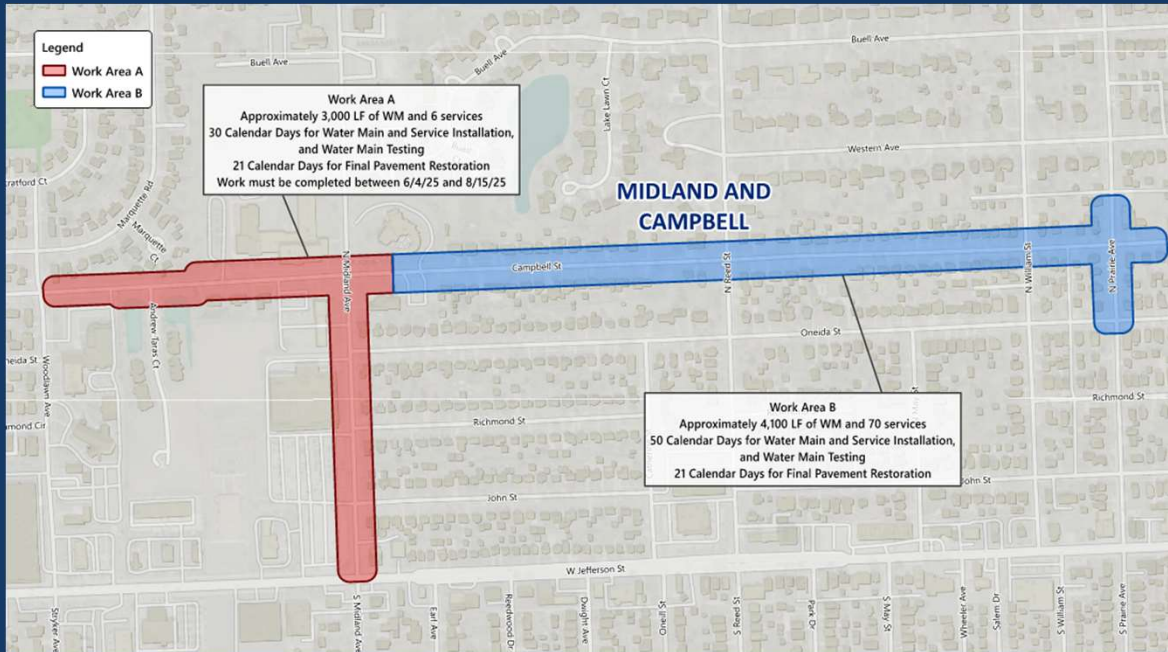 Legend
Work Area A
Work Area B
Buell Ave
Buell Ave
Buell Ave
Lake Lawn Ct
Western Ave
Work Area A
Approximately 3,000 LF of WM and 6 services
30 Calendar Days for Water Main and Service Installation,
and Water Main Testing
21 Calendar Days for Final Pavement Restoration
Work must be completed between 6/4/25 and 8/15/25
MIDLAND AND
CAMPBELL
tratford Ct
Marquette Rd
Marquette
Ct
N Midland Ave
Campbell St
N Reed St
N William St
N Prairie Ave
Andrew Taras Ct
Woodlawn Ave
neida St
Oneida St
mond Cir
Richmond St
Richmond St
Work Area B
Approximately 4,100 LF of WM and 70 services
50 Calendar Days for Water Main and Service Installation,
and Water Main Testing
21 Calendar Days for Final Pavement Restoration
John St
John St
W Jefferson St
Stryker Ave
S Midland Ave
Earl Ave
Reedwood Dr
Dwight Ave
Oneill St
S Reed St
Park Dr
S May St
Wheeler Ave
Salem Dr
S William St
S Prairie Ave